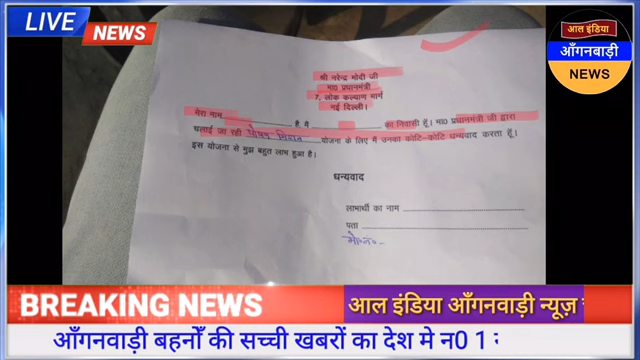 LIVE
NEWS
आल इंडिया
आँगनबाड़ी
NEWS
श्री नरेन्द्र मोदी जी
मा0 प्रधानमंत्री
7, लोक कल्याण मार्ग
नई दिल्ली।
मेरा नाम है, मैं का निवासी हूँ। मा0 प्रधानमंत्री जी द्वारा
चलाई जा रही पोषण मिशन योजना के लिए मैं उनका कोटि-कोटि धन्यवाद करता हूँ।
इस योजना से मुझ बहुत लाभ हुआ है।
धन्यवाद
लाभार्थी का नाम
पता
मो०न०-
BREAKING NEWS
आल इंडिया आँगनवाड़ी न्यूज़
आँगनवाड़ी बहनोँ की सच्ची खबरों का देश मे न0 1